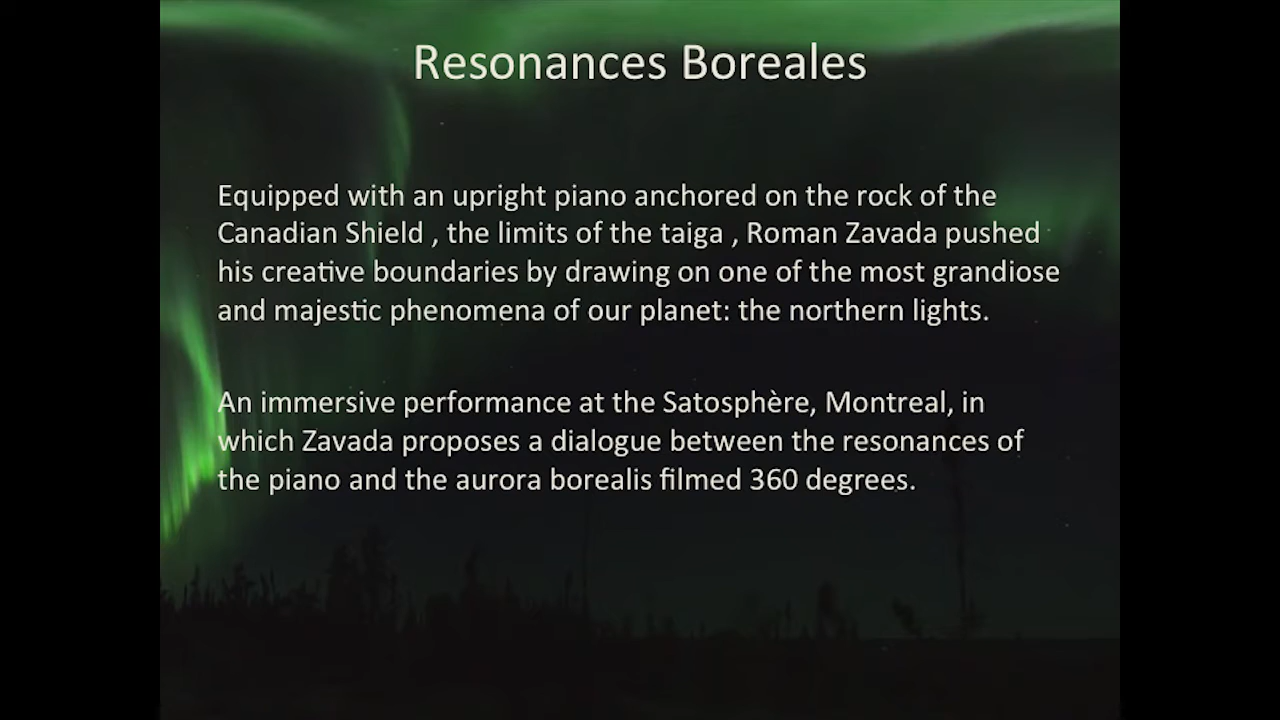 Resonances Boreales
Equipped with an upright piano anchored on the rock of the
Canadian Shield , the limits of the taiga , Roman Zavada pushed
his creative boundaries by drawing on one of the most grandiose
and majestic phenomena of our planet: the northern lights.
An immersive performance at the Satosphère, Montreal, in
which Zavada proposes a dialogue between the resonances of
the piano and the aurora borealis filmed 360 degrees.